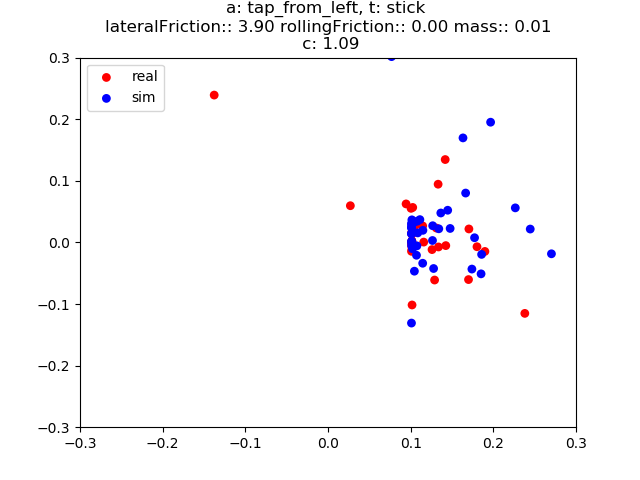 a: tap_from_left, t: stick
lateralFriction:: 3.90 rollingFriction:: 0.00 mass:: 0.01
c: 1.09
0.3
real
sim
0.2
0.1
0.0
−0.1
−0.2
−0.3
−0.3 −0.2 −0.1 0.0 0.1 0.2 0.3